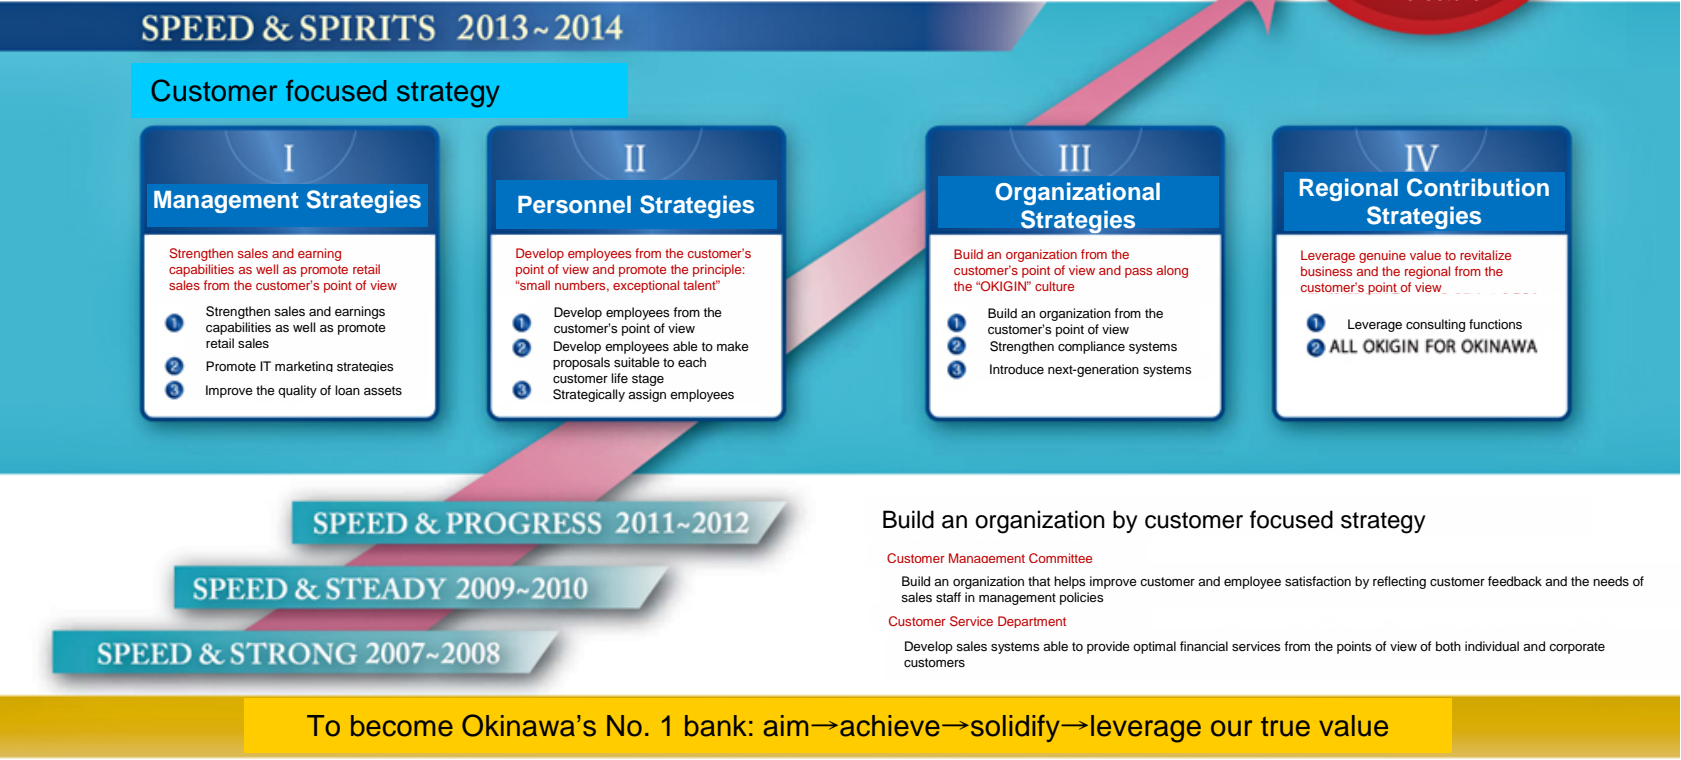 SPEED & SPIRITS 2013~2014
Customer focused strategy
I
Management Strategies
Strengthen sales and earning
capabilities as well as promote retail
sales from the customer's point of view
1 Strengthen sales and earnings
capabilities as well as promote
retail sales
2 Promote IT marketing strategies
3 Improve the quality of loan assets
II
Personnel Strategies
Develop employees from the customer's
point of view and promote the principle:
“small numbers, exceptional talent”
1 Develop employees from the
customer's point of view
2 Develop employees able to make
proposals suitable to each
customer life stage
3 Strategically assign employees
III
Organizational
Strategies
Build an organization from the
customer's point of view and pass along
the “OKIGIN” culture
1 Build an organization from the
customer's point of view
2 Strengthen compliance systems
3 Introduce next-generation systems
IV
Regional Contribution
Strategies
Leverage genuine value to revitalize
business and the regional from the
customer's point of view
1 Leverage consulting functions
2 ALL OKIGIN FOR OKINAWA
SPEED & PROGRESS 2011~2012
SPEED & STEADY 2009~2010
SPEED & STRONG 2007~2008
Build an organization by customer focused strategy
Customer Management Committee
Build an organization that helps improve customer and employee satisfaction by reflecting customer feedback and the needs of
sales staff in management policies
Customer Service Department
Develop sales systems able to provide optimal financial services from the points of view of both individual and corporate
customers
To become Okinawa's No. 1 bank: aim→achieve→solidify→leverage our true value